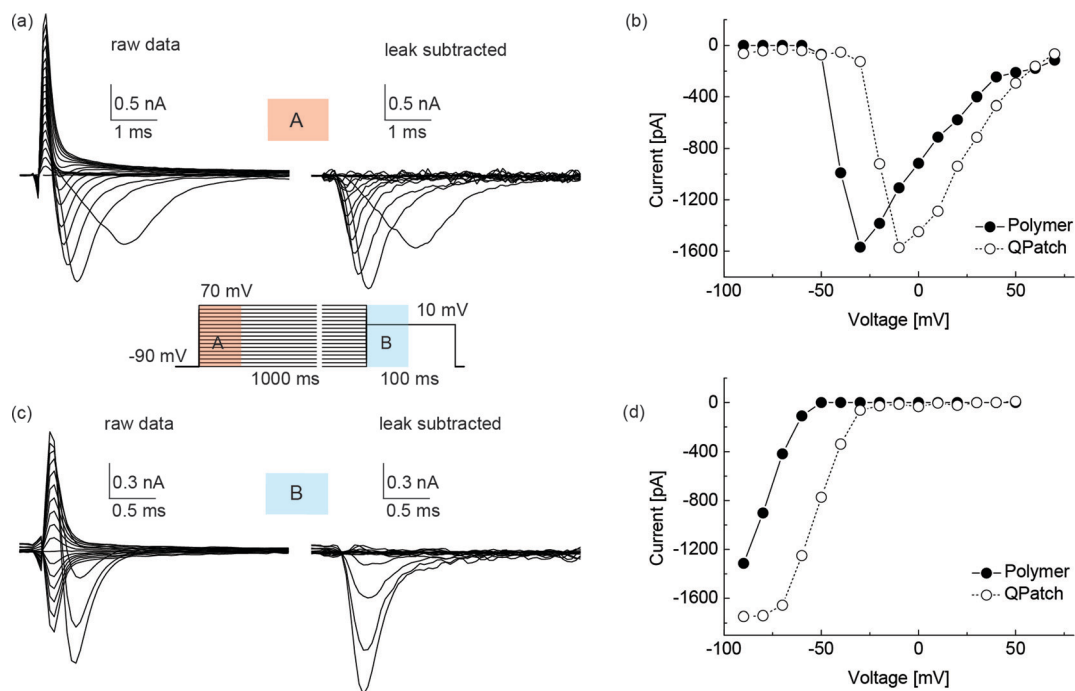 (a)
raw data
leak subtracted
0.5 nA
1 ms
A
0.5 nA
1 ms
70 mV
10 mV
A
B
-90 mV
1000 ms
100 ms
(b)
0
-400
-800
-1200
-1600
Current [pA]
Polymer
QPatch
-100
-50
0
50
Voltage [mV]
(c)
raw data
leak subtracted
0.3 nA
0.5 ms
B
0.3 nA
0.5 ms
(d)
0
-400
-800
-1200
-1600
Current [pA]
Polymer
QPatch
-100
-50
0
50
Voltage [mV]